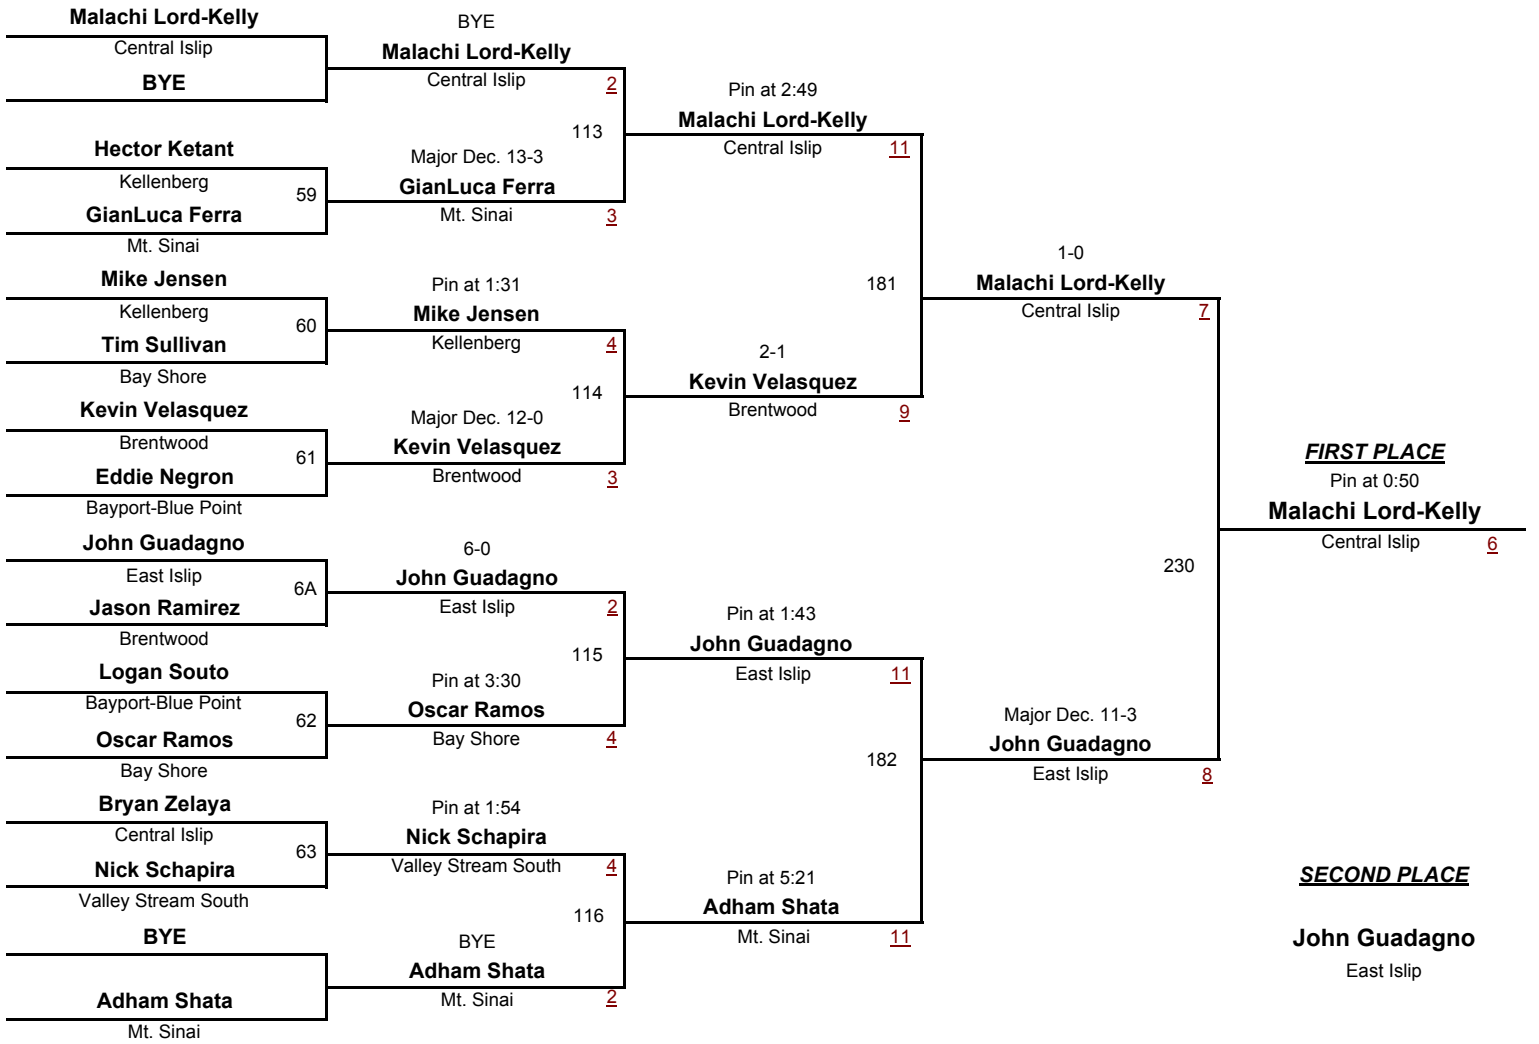 Malachi Lord-Kelly
Central Islip
BYE
Hector Ketant
Kellenberg
59
GianLuca Ferra
Mt. Sinai
Mike Jensen
Kellenberg
60
Tim Sullivan
Bay Shore
Kevin Velasquez
Brentwood
61
Eddie Negron
Bayport-Blue Point
John Guadagno
East Islip
6A
Jason Ramirez
Brentwood
Logan Souto
Bayport-Blue Point
62
Oscar Ramos
Bay Shore
Bryan Zelaya
Central Islip
63
Nick Schapira
Valley Stream South
BYE
Adham Shata
Mt. Sinai
BYE
Malachi Lord-Kelly
Central Islip 2
113
Major Dec. 13-3
GianLuca Ferra
Mt. Sinai 3
Pin at 1:31
Mike Jensen
Kellenberg 4
114
Major Dec. 12-0
Kevin Velasquez
Brentwood 3
6-0
John Guadagno
East Islip 2
115
Pin at 3:30
Oscar Ramos
Bay Shore 4
Pin at 1:54
Nick Schapira
Valley Stream South 4
116
BYE
Adham Shata
Mt. Sinai 2
Pin at 2:49
Malachi Lord-Kelly
Central Islip 11
181
2-1
Kevin Velasquez
Brentwood 9
Pin at 1:43
John Guadagno
East Islip 11
182
Pin at 5:21
Adham Shata
Mt. Sinai 11
1-0
Malachi Lord-Kelly
Central Islip 7
230
Major Dec. 11-3
John Guadagno
East Islip 8
FIRST PLACE
Pin at 0:50
Malachi Lord-Kelly
Central Islip 6
SECOND PLACE
John Guadagno
East Islip